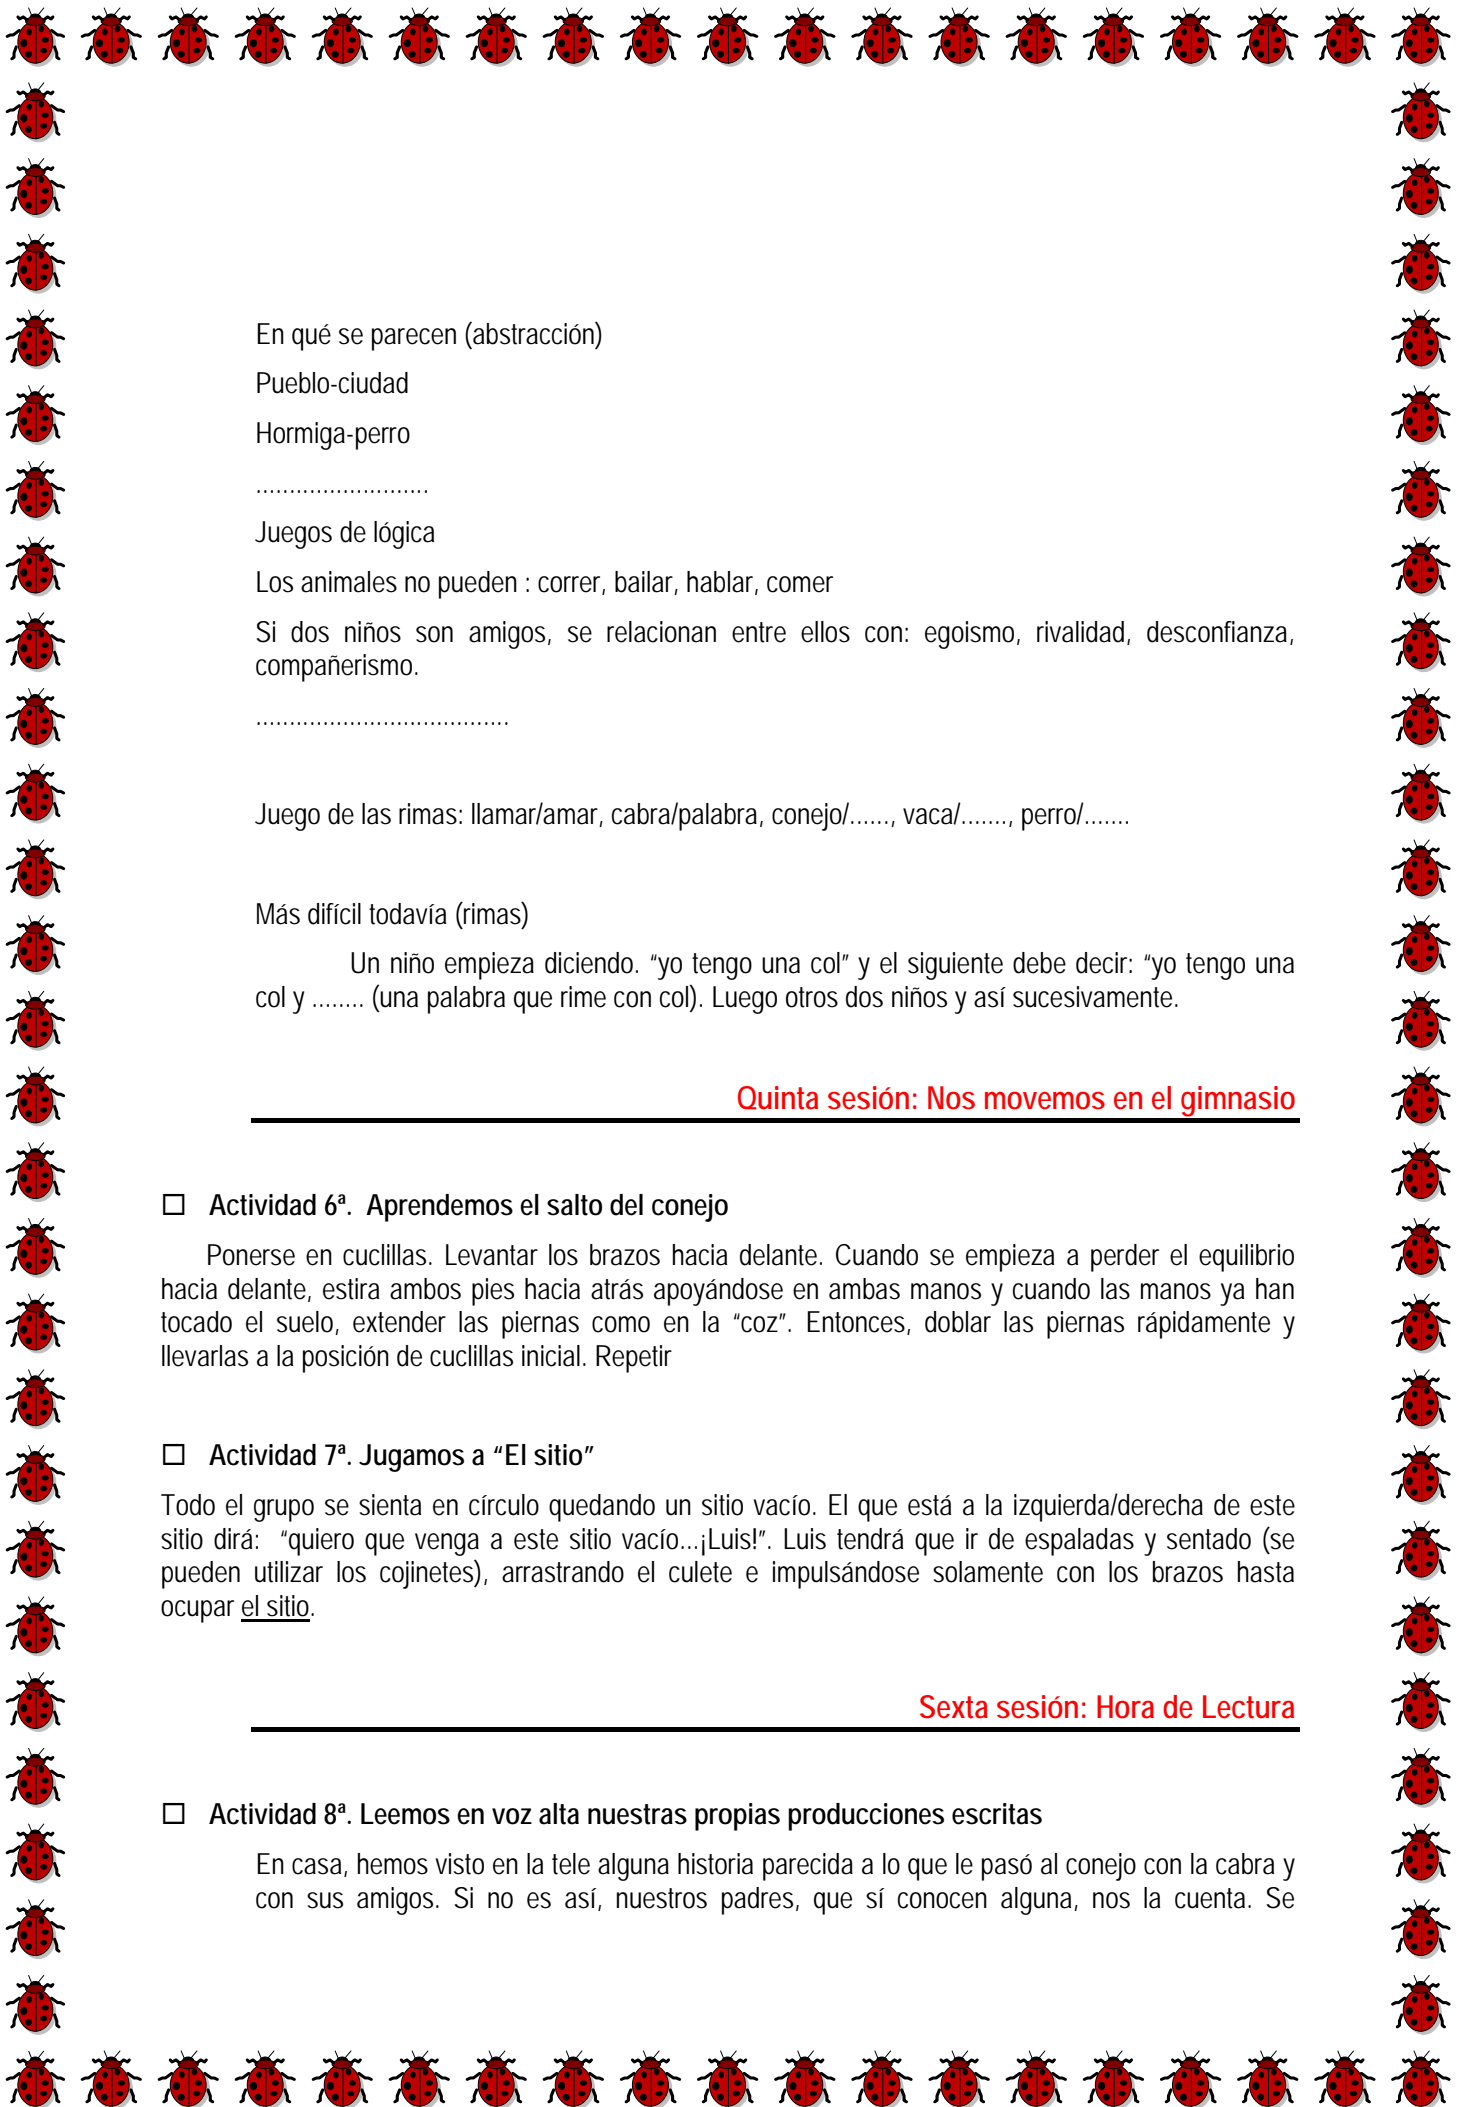 En qué se parecen (abstracción)
Pueblo-ciudad
Hormiga-perro
..........................
Juegos de lógica
Los animales no pueden : correr, bailar, hablar, comer
Si dos niños son amigos, se relacionan entre ellos con: egoismo, rivalidad, desconfianza,
compañerismo.
......................................
Juego de las rimas: llamar/amar, cabra/palabra, conejo/......, vaca/......., perro/.......
Más difícil todavía (rimas)
Un niño empieza diciendo. “yo tengo una col” y el siguiente debe decir: “yo tengo una
col y ........ (una palabra que rime con col). Luego otros dos niños y así sucesivamente.
Quinta sesión: Nos movemos en el gimnasio
☐ Actividad 6ª. Aprendemos el salto del conejo
Ponerse en cuclillas. Levantar los brazos hacia delante. Cuando se empieza a perder el equilibrio
hacia delante, estira ambos pies hacia atrás apoyándose en ambas manos y cuando las manos ya han
tocado el suelo, extender las piernas como en la “coz”. Entonces, doblar las piernas rápidamente y
llevarlas a la posición de cuclillas inicial. Repetir
☐ Actividad 7ª. Jugamos a “El sitio”
Todo el grupo se sienta en círculo quedando un sitio vacío. El que está a la izquierda/derecha de este
sitio dirá: “quiero que venga a este sitio vacío...¡Luis!”. Luis tendrá que ir de espaladas y sentado (se
pueden utilizar los cojinetes), arrastrando el culete e impulsándose solamente con los brazos hasta
ocupar el sitio.
Sexta sesión: Hora de Lectura
☐ Actividad 8ª. Leemos en voz alta nuestras propias producciones escritas
En casa, hemos visto en la tele alguna historia parecida a lo que le pasó al conejo con la cabra y
con sus amigos. Si no es así, nuestros padres, que sí conocen alguna, nos la cuenta. Se